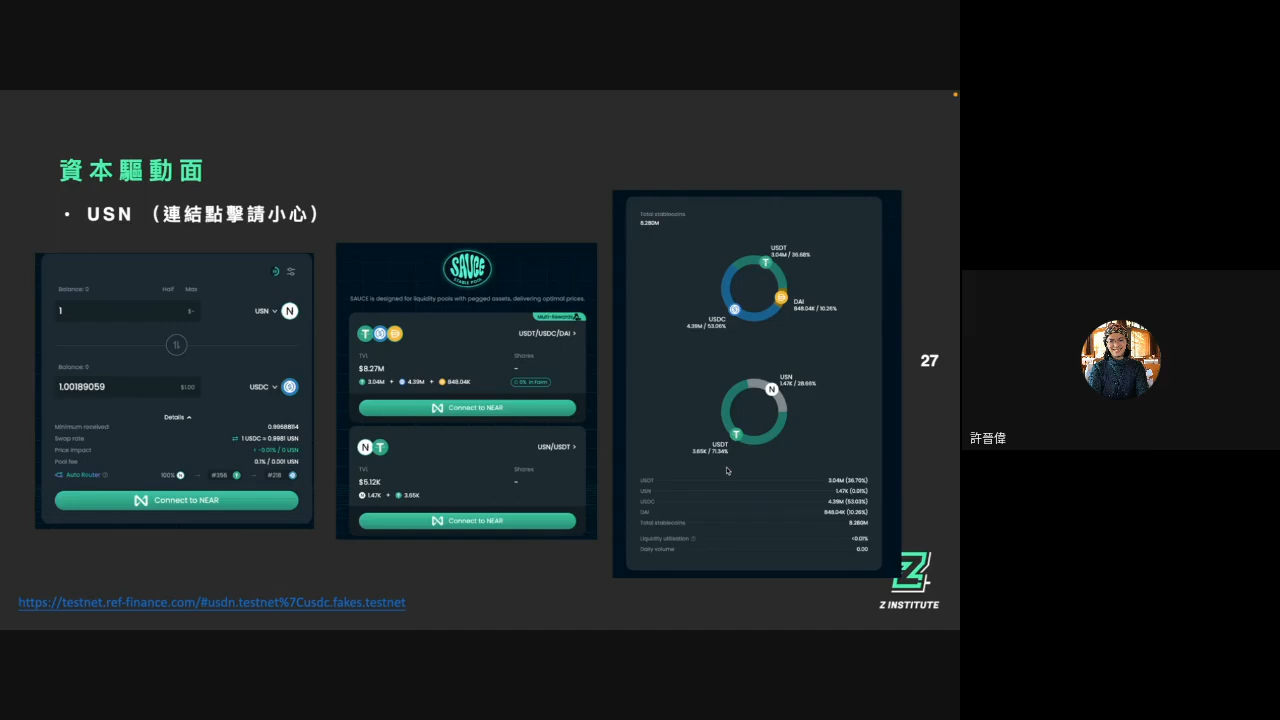 資本驅動面
• USN （連結點擊請小心）
Balance: 0 Half Max
1 $- USN
Balance: 0
1.00189059 $1.00 USDC
Details
Minimum received 0.99688114
Swap rate 1 USDC ≈ 0.9981 USN
Price impact
Pool fee 0.1% / 0.001 USN
Auto Router 100% → #356 → #218
Connect to NEAR
SAUCE
STABLE POOL
SAUCE is designed for liquidity pools with pegged assets, delivering optimal prices.
Multi-Rewards
USDT/USDC/DAI >
TVL Shares
$8.27M -
3.04M + 4.39M + 848.04K 0% in farm
Connect to NEAR
USN/USDT >
TVL Shares
$5.12K -
1.47K + 3.65K
Connect to NEAR
Total stablecoins
8.280M
USDT
3.04M / 36.68%
DAI
848.04K / 10.26%
USDC
4.39M / 53.06%
USN
1.47K / 28.66%
USDT
3.65K / 71.34%
USDT 3.04M (36.70%)
USN 1.47K (0.01%)
USDC 4.39M (53.03%)
DAI 848.04K (10.26%)
Total stablecoins 8.280M
Liquidity utilisation <0.01%
Daily volume 0.00
27
https://testnet.ref-finance.com/#usdn.testnet%7Cusdc.fakes.testnet
Z INSTITUTE
許晉偉